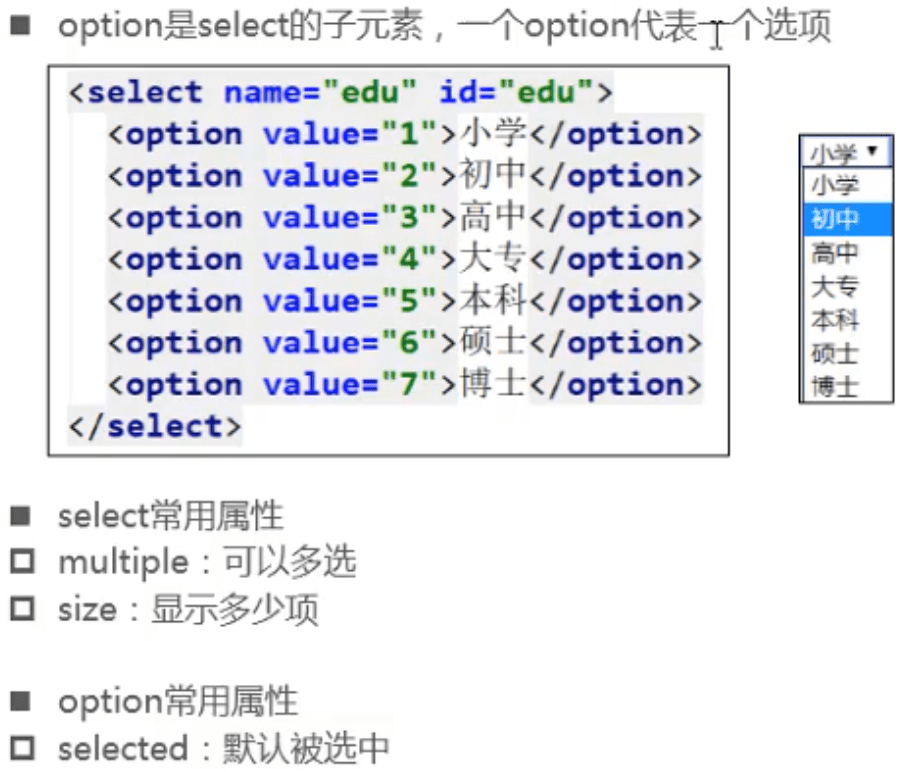 option是select的子元素，一个option代表一个选项
<select name="edu" id="edu">
<option value="1">小学</option>
<option value="2">初中</option>
<option value="3">高中</option>
<option value="4">大专</option>
<option value="5">本科</option>
<option value="6">硕士</option>
<option value="7">博士</option>
</select>
小学
小学
初中
高中
大专
本科
硕士
博士
select常用属性
multiple：可以多选
size：显示多少项
option常用属性
selected：默认被选中